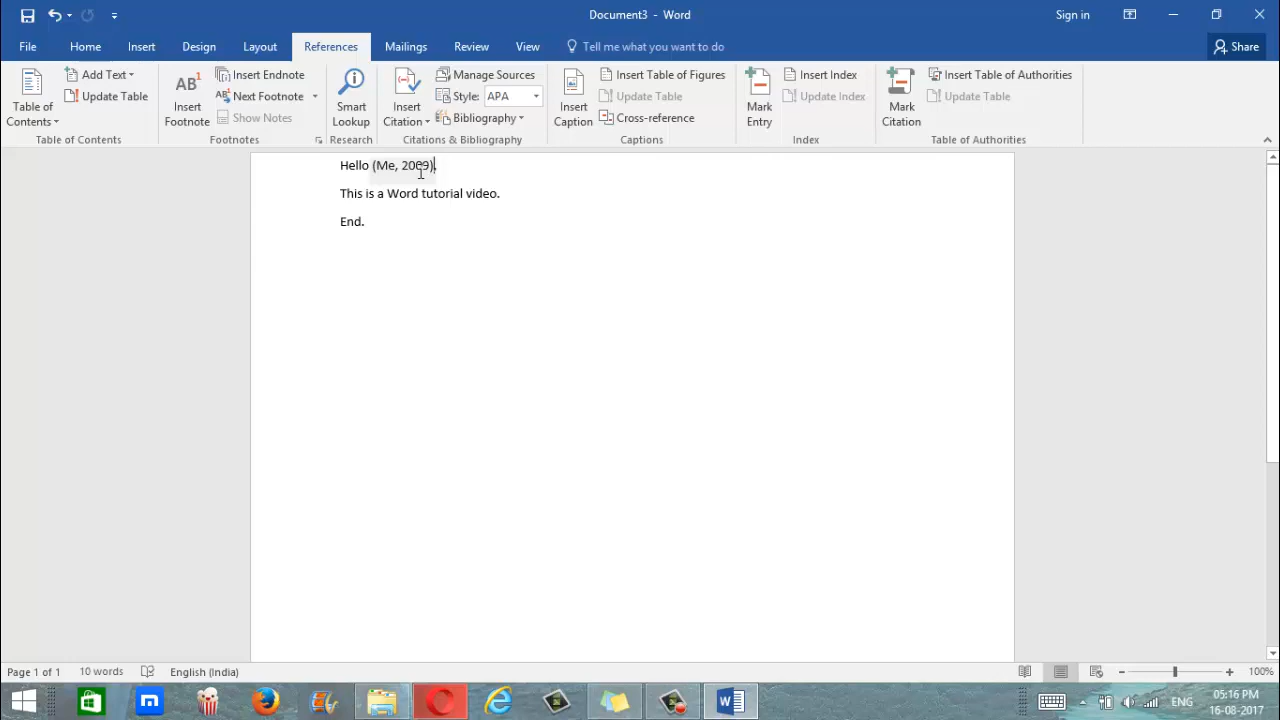 Document3 - Word
Sign in
File Home Insert Design Layout References Mailings Review View Tell me what you want to do Share
Table of Contents
Add Text
Update Table
Table of Contents
AB1 Insert Footnote
Insert Endnote
Next Footnote
Show Notes
Footnotes
Smart Lookup
Research
Insert Citation
Manage Sources
Style: APA
Bibliography
Citations & Bibliography
Insert Caption
Insert Table of Figures
Update Table
Cross-reference
Captions
Mark Entry
Insert Index
Update Index
Index
Mark Citation
Insert Table of Authorities
Update Table
Table of Authorities
Hello (Me, 2009).
This is a Word tutorial video.
End.
Page 1 of 1 10 words English (India) 100%
ENG
05:16 PM
16-08-2017